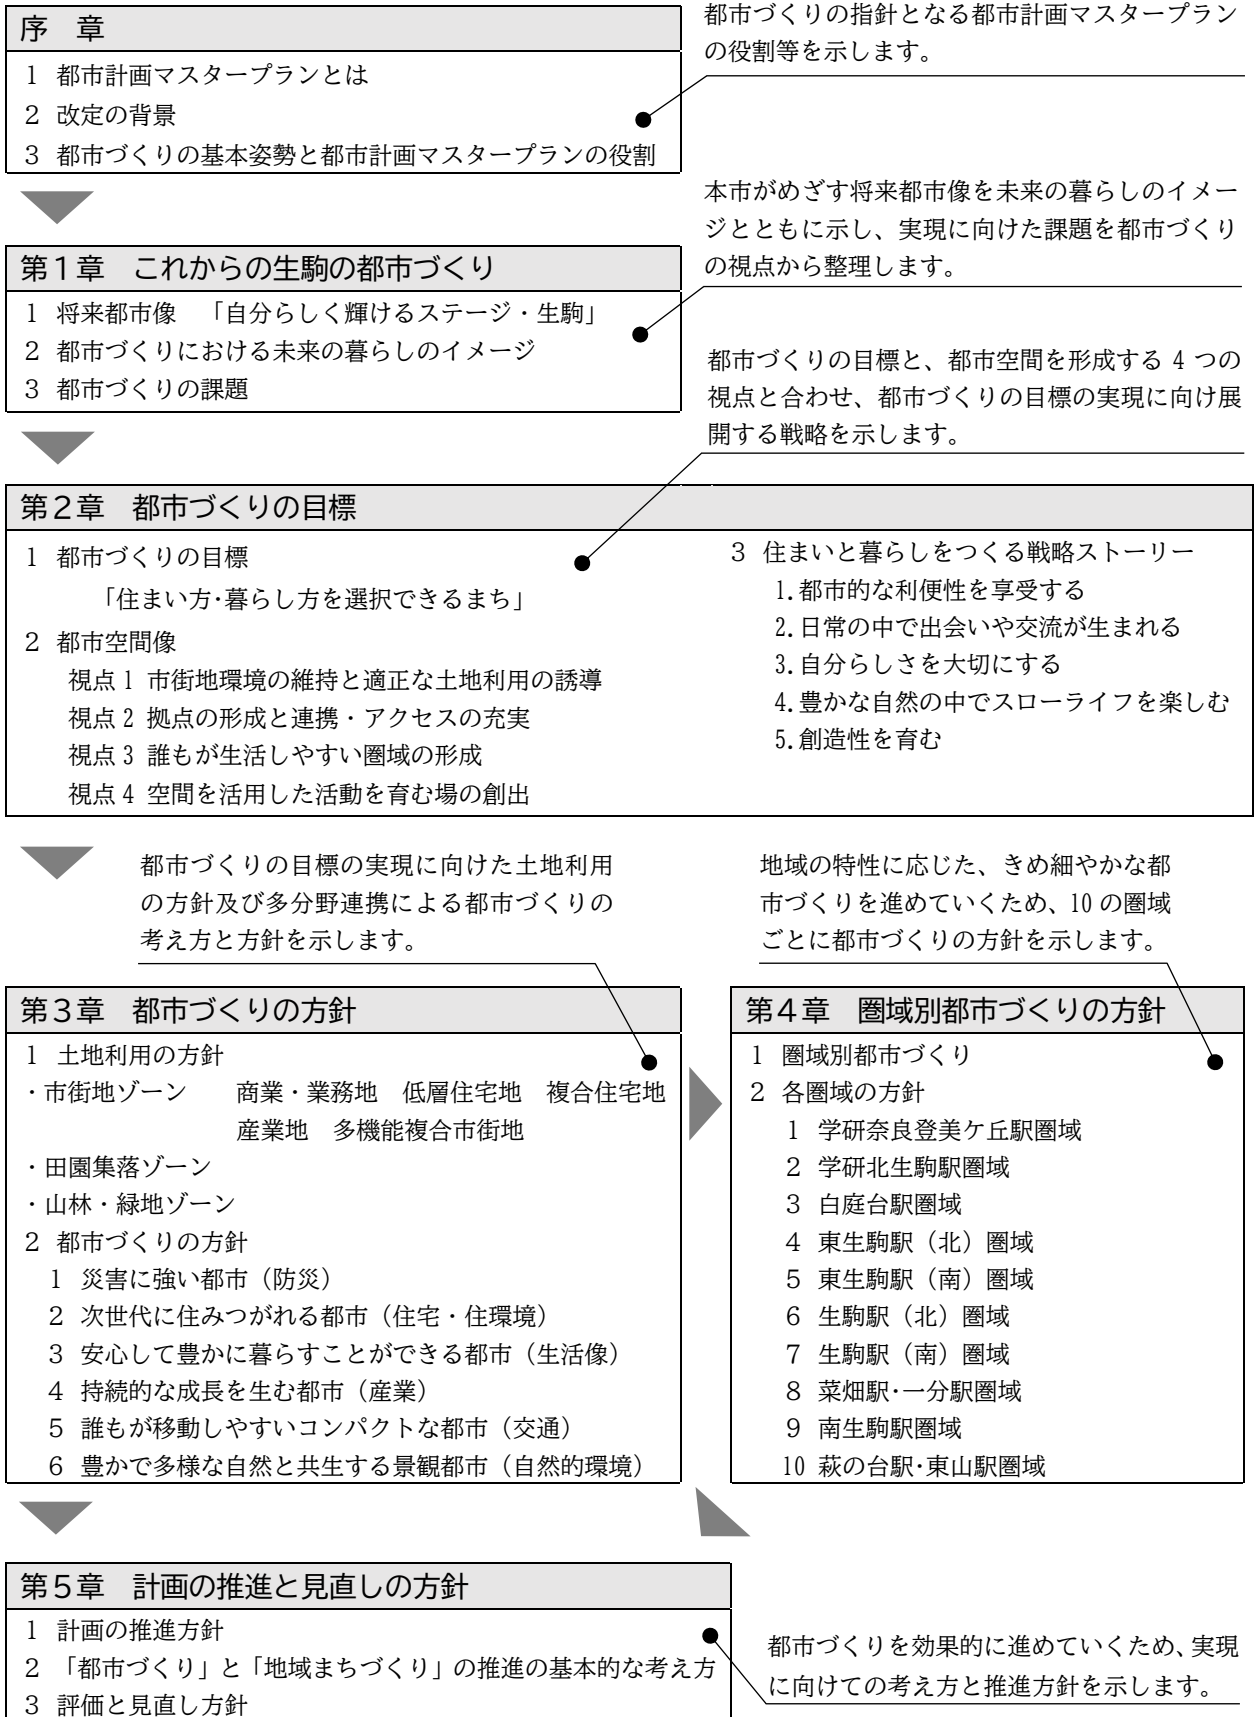 序　章
都市づくりの指針となる都市計画マスタープラン
の役割等を示します。
1 都市計画マスタープランとは
2 改定の背景
3 都市づくりの基本姿勢と都市計画マスタープランの役割
本市がめざす将来都市像を未来の暮らしのイメー
ジとともに示し、実現に向けた課題を都市づくり
の視点から整理します。
第1章　これからの生駒の都市づくり
1 将来都市像　「自分らしく輝けるステージ・生駒」
2 都市づくりにおける未来の暮らしのイメージ
3 都市づくりの課題
都市づくりの目標と、都市空間を形成する 4 つの
視点と合わせ、都市づくりの目標の実現に向け展
開する戦略を示します。
第2章　都市づくりの目標
1 都市づくりの目標
「住まい方･暮らし方を選択できるまち」
2 都市空間像
視点 1 市街地環境の維持と適正な土地利用の誘導
視点 2 拠点の形成と連携・アクセスの充実
視点 3 誰もが生活しやすい圏域の形成
視点 4 空間を活用した活動を育む場の創出
3 住まいと暮らしをつくる戦略ストーリー
1.都市的な利便性を享受する
2.日常の中で出会いや交流が生まれる
3.自分らしさを大切にする
4.豊かな自然の中でスローライフを楽しむ
5.創造性を育む
都市づくりの目標の実現に向けた土地利用
の方針及び多分野連携による都市づくりの
考え方と方針を示します。
第3章　都市づくりの方針
1 土地利用の方針
・市街地ゾーン　商業・業務地　低層住宅地　複合住宅地
産業地　多機能複合市街地
・田園集落ゾーン
・山林・緑地ゾーン
2 都市づくりの方針
1 災害に強い都市（防災）
2 次世代に住みつがれる都市（住宅・住環境）
3 安心して豊かに暮らすことができる都市（生活像）
4 持続的な成長を生む都市（産業）
5 誰もが移動しやすいコンパクトな都市（交通）
6 豊かで多様な自然と共生する景観都市（自然的環境）
地域の特性に応じた、きめ細やかな都
市づくりを進めていくため、10 の圏域
ごとに都市づくりの方針を示します。
第4章　圏域別都市づくりの方針
1 圏域別都市づくり
2 各圏域の方針
1 学研奈良登美ケ丘駅圏域
2 学研北生駒駅圏域
3 白庭台駅圏域
4 東生駒駅（北）圏域
5 東生駒駅（南）圏域
6 生駒駅（北）圏域
7 生駒駅（南）圏域
8 菜畑駅･一分駅圏域
9 南生駒駅圏域
10 萩の台駅･東山駅圏域
第5章　計画の推進と見直しの方針
1 計画の推進方針
2 「都市づくり」と「地域まちづくり」の推進の基本的な考え方
3 評価と見直し方針
都市づくりを効果的に進めていくため、実現
に向けての考え方と推進方針を示します。